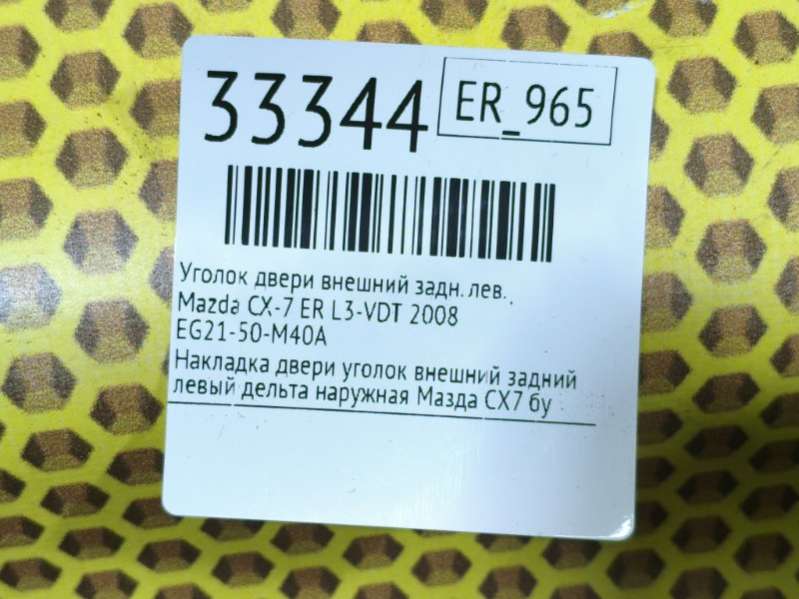 33344
ER_965
Уголок двери внешний задн. лев. ,
Mazda CX-7 ER L3-VDT 2008
EG21-50-M40A
Накладка двери уголок внешний задний
левый дельта наружная Мазда СХ7 бу